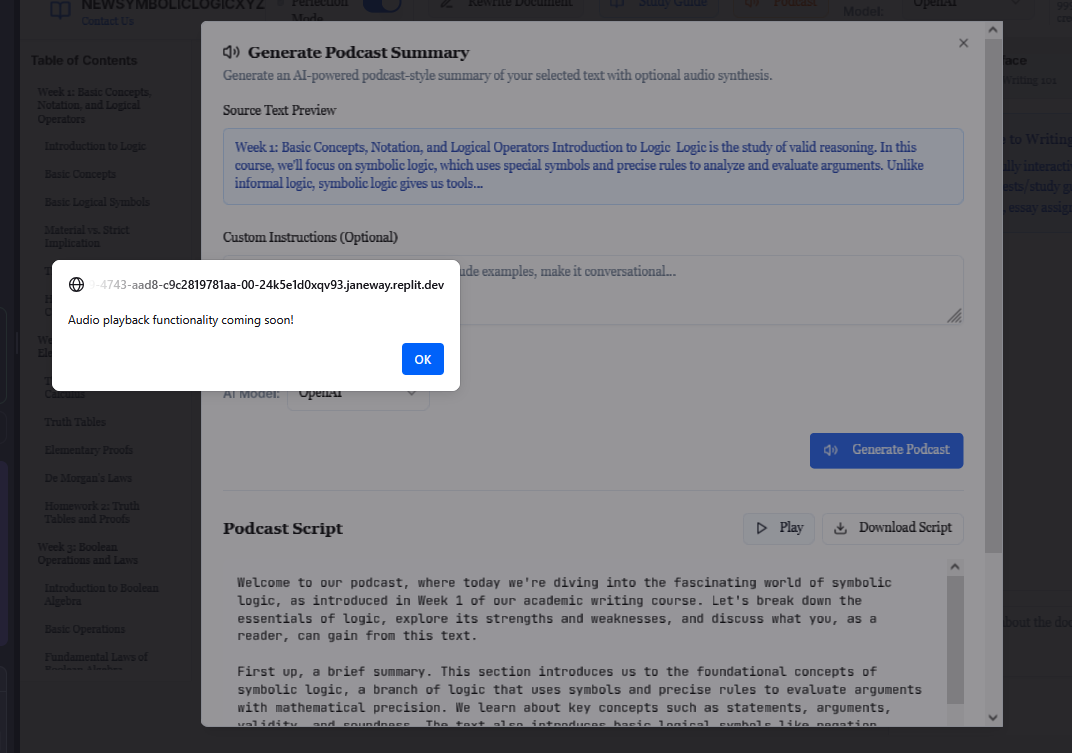 NEWSYMBOLICLOGICXYZ
Contact Us
Perfection
Mode
Rewrite Document
Study Guide
Podcast
Model:
OpenAI
Table of Contents
Week 1: Basic Concepts,
Notation, and Logical
Operators
Introduction to Logic
Basic Concepts
Basic Logical Symbols
Material vs. Strict
Implication
Calculus
Truth Tables
Elementary Proofs
De Morgan's Laws
Homework 2: Truth
Tables and Proofs
Week 3: Boolean
Operations and Laws
Introduction to Boolean
Algebra
Basic Operations
Fundamental Laws of
Boolean Algebra
Generate Podcast Summary
Generate an AI-powered podcast-style summary of your selected text with optional audio synthesis.
Source Text Preview
Week 1: Basic Concepts, Notation, and Logical Operators Introduction to Logic Logic is the study of valid reasoning. In this
course, we'll focus on symbolic logic, which uses special symbols and precise rules to analyze and evaluate arguments. Unlike
informal logic, symbolic logic gives us tools...
Custom Instructions (Optional)
examples, make it conversational...
-4743-aad8-c9c2819781aa-00-24k5e1d0xqv93.janeway.replit.dev
Audio playback functionality coming soon!
OK
AI Model:
OpenAI
Generate Podcast
Podcast Script
Play
Download Script
Welcome to our podcast, where today we're diving into the fascinating world of symbolic
logic, as introduced in Week 1 of our academic writing course. Let's break down the
essentials of logic, explore its strengths and weaknesses, and discuss what you, as a
reader, can gain from this text.
First up, a brief summary. This section introduces us to the foundational concepts of
symbolic logic, a branch of logic that uses symbols and precise rules to evaluate arguments
with mathematical precision. We learn about key concepts such as statements, arguments,
validity, and soundness. The text also introduces basic logical symbols like negation,
Writing 101
to Writing
essay
about the